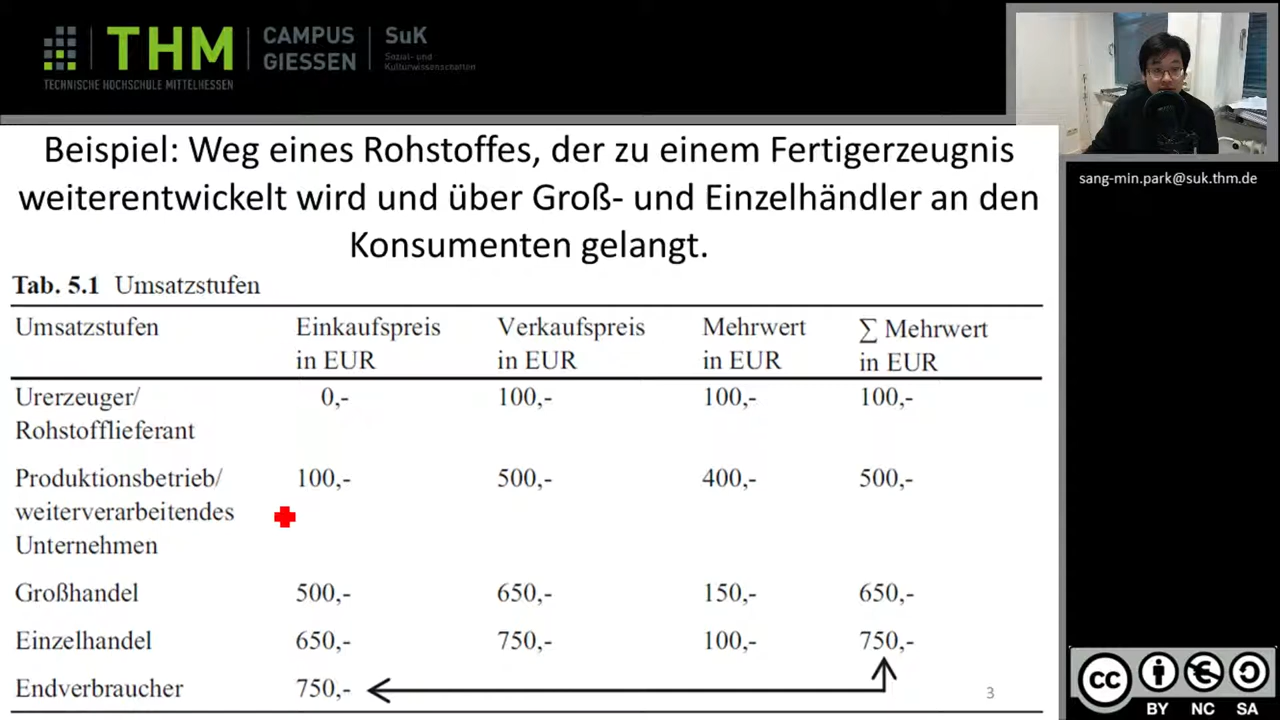 THM
CAMPUS
GIESSEN
SuK
Sozial- und
Kulturwissenschaften
TECHNISCHE HOCHSCHULE MITTELHESSEN
sang-min.park@suk.thm.de
Beispiel: Weg eines Rohstoffes, der zu einem Fertigerzeugnis
weiterentwickelt wird und über Groß- und Einzelhändler an den
Konsumenten gelangt.
Tab. 5.1 Umsatzstufen
Umsatzstufen Einkaufspreis Verkaufspreis Mehrwert ∑ Mehrwert
in EUR in EUR in EUR in EUR
Urerzeuger/ 0,- 100,- 100,- 100,-
Rohstofflieferant
Produktionsbetrieb/ 100,- 500,- 400,- 500,-
weiterverarbeitendes
Unternehmen
Großhandel 500,- 650,- 150,- 650,-
Einzelhandel 650,- 750,- 100,- 750,-
Endverbraucher 750,-
3
cc
BY NC SA